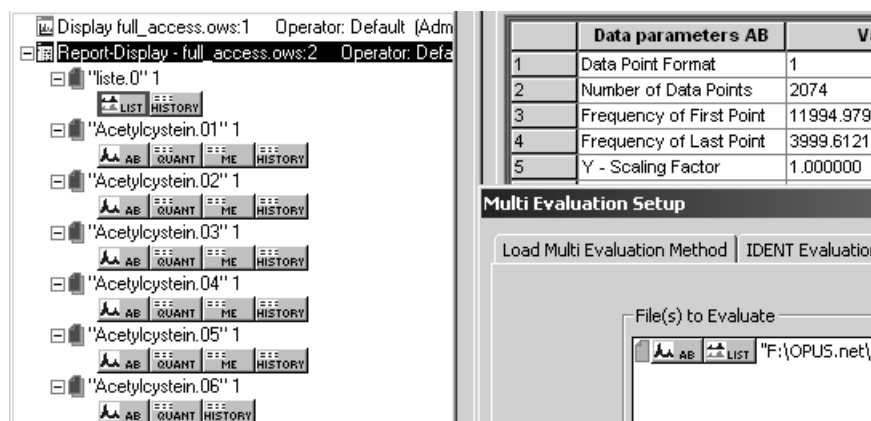 Display full_access.ows:1 Operator: Default (Adm
Report-Display - full_access.ows:2 Operator: Defa
"liste.0" 1
LIST HISTORY
"Acetylcystein.01" 1
AB QUANT ME HISTORY
"Acetylcystein.02" 1
AB QUANT ME HISTORY
"Acetylcystein.03" 1
AB QUANT ME HISTORY
"Acetylcystein.04" 1
AB QUANT ME HISTORY
"Acetylcystein.05" 1
AB QUANT ME HISTORY
"Acetylcystein.06" 1
AB QUANT HISTORY
Data parameters AB V
1 Data Point Format 1
2 Number of Data Points 2074
3 Frequency of First Point 11994.979
4 Frequency of Last Point 3999.6121
5 Y - Scaling Factor 1.000000
Multi Evaluation Setup
Load Multi Evaluation Method IDENT Evaluatio
File(s) to Evaluate
AB LIST "F:\OPUS.net\